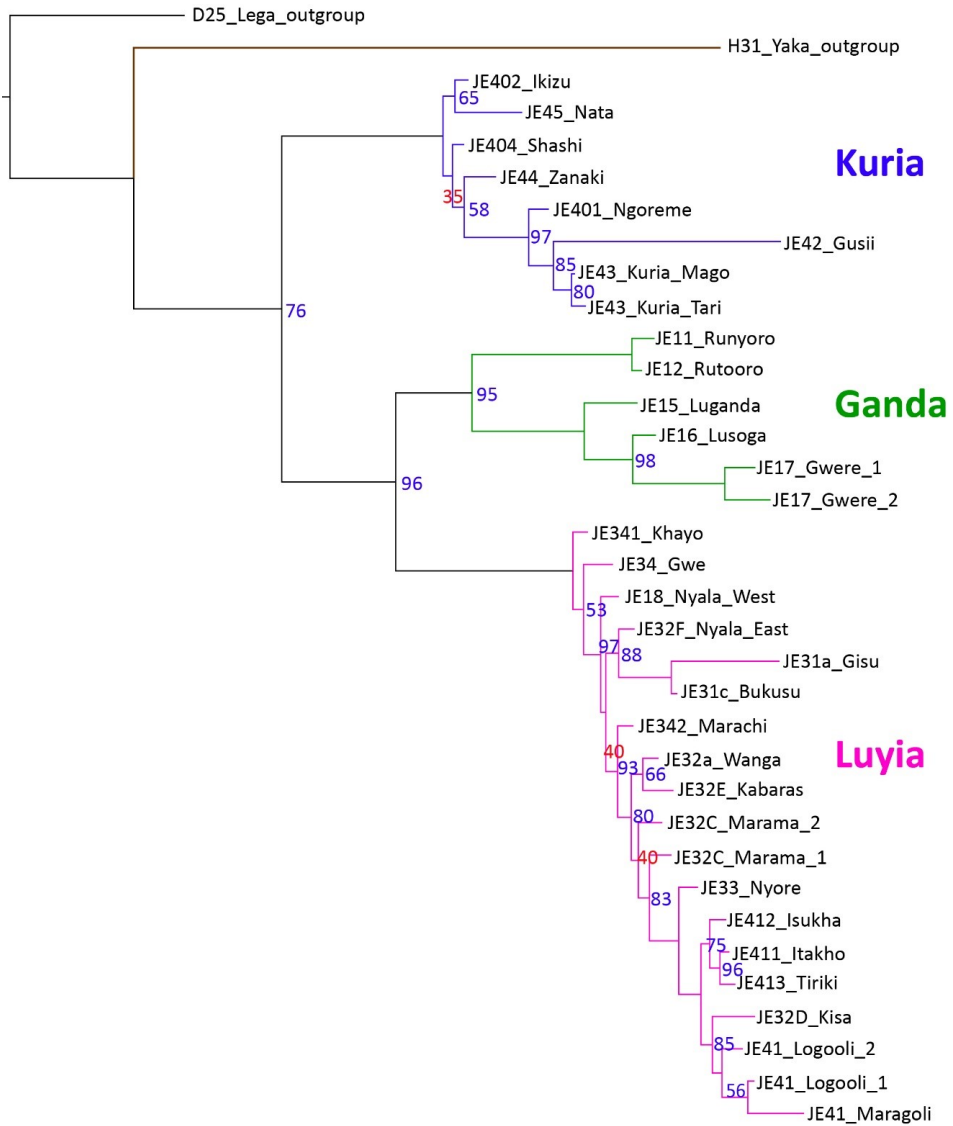 D25_Lega_outgroup
H31_Yaka_outgroup
JE402_Ikizu
65
JE45_Nata
JE404_Shashi
Kuria
JE44_Zanaki
35
58
JE401_Ngoreme
97
JE42_Gusii
85
JE43_Kuria_Mago
80
JE43_Kuria_Tari
76
JE11_Runyoro
JE12_Rutooro
95
JE15_Luganda
Ganda
JE16_Lusoga
98
JE17_Gwere_1
96
JE17_Gwere_2
JE341_Khayo
JE34_Gwe
JE18_Nyala_West
53
JE32F_Nyala_East
97
88
JE31a_Gisu
JE31c_Bukusu
JE342_Marachi
40
Luyia
JE32a_Wanga
93
66
JE32E_Kabaras
80
JE32C_Marama_2
40
JE32C_Marama_1
JE33_Nyore
83
JE412_Isukha
75
JE411_Itakho
96
JE413_Tiriki
JE32D_Kisa
85
JE41_Logooli_2
JE41_Logooli_1
56
JE41_Maragoli